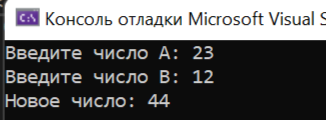 Консоль отладки Microsoft Visual S
Введите число A: 23
Введите число B: 12
Новое число: 44